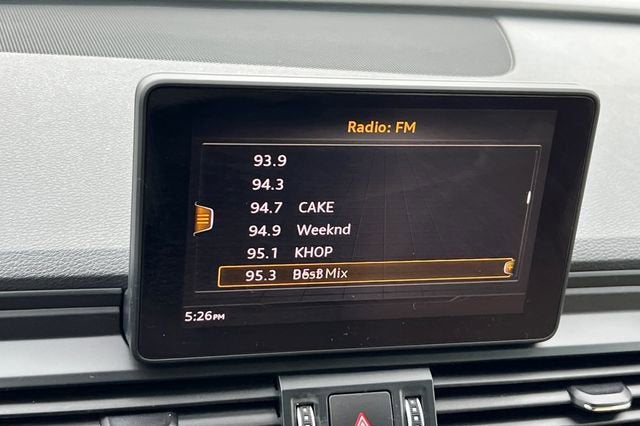 Radio: FM
93.9
94.3
94.7 CAKE
94.9 Weeknd
95.1 KHOP
95.3 Mix
5:26PM